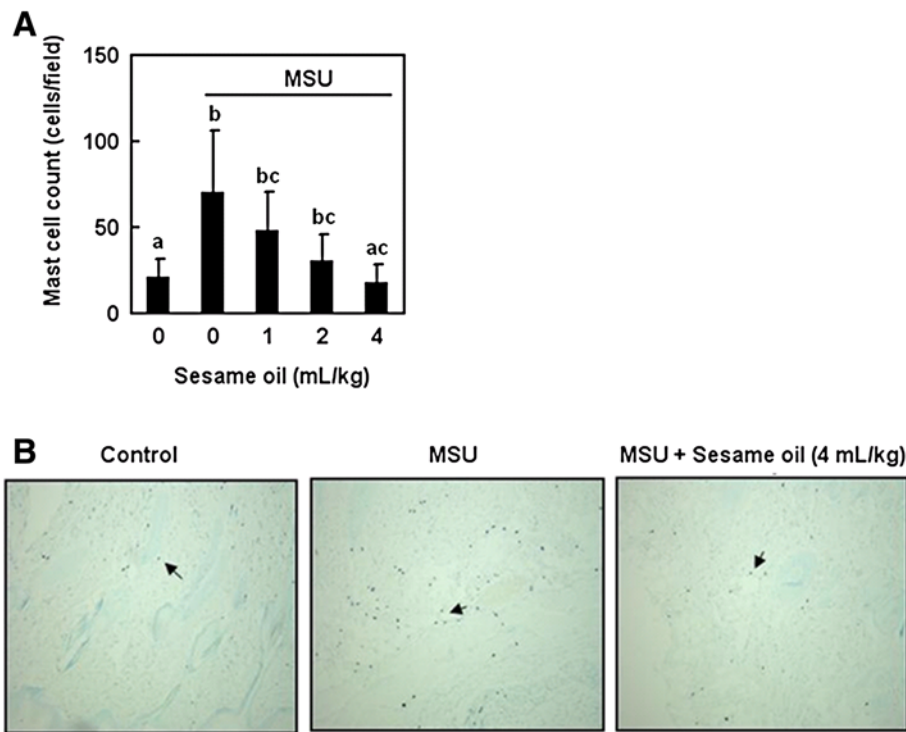 A
Mast cell count (cells/field)
150
100
50
0
MSU
a
b
bc
bc
ac
0 0 1 2 4
Sesame oil (mL/kg)
B
Control
MSU
MSU + Sesame oil (4 mL/kg)